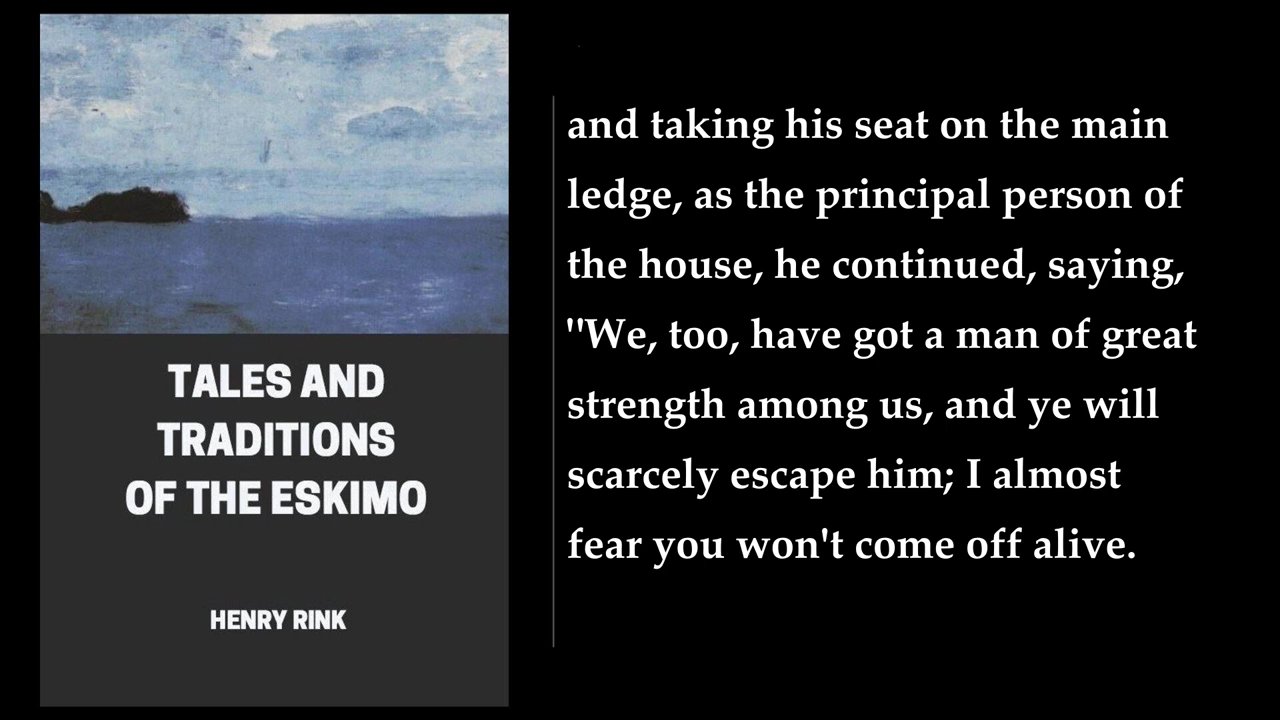 TALES AND
TRADITIONS
OF THE ESKIMO
HENRY RINK
and taking his seat on the main
ledge, as the principal person of
the house, he continued, saying,
"We, too, have got a man of great
strength among us, and ye will
scarcely escape him; I almost
fear you won't come off alive.